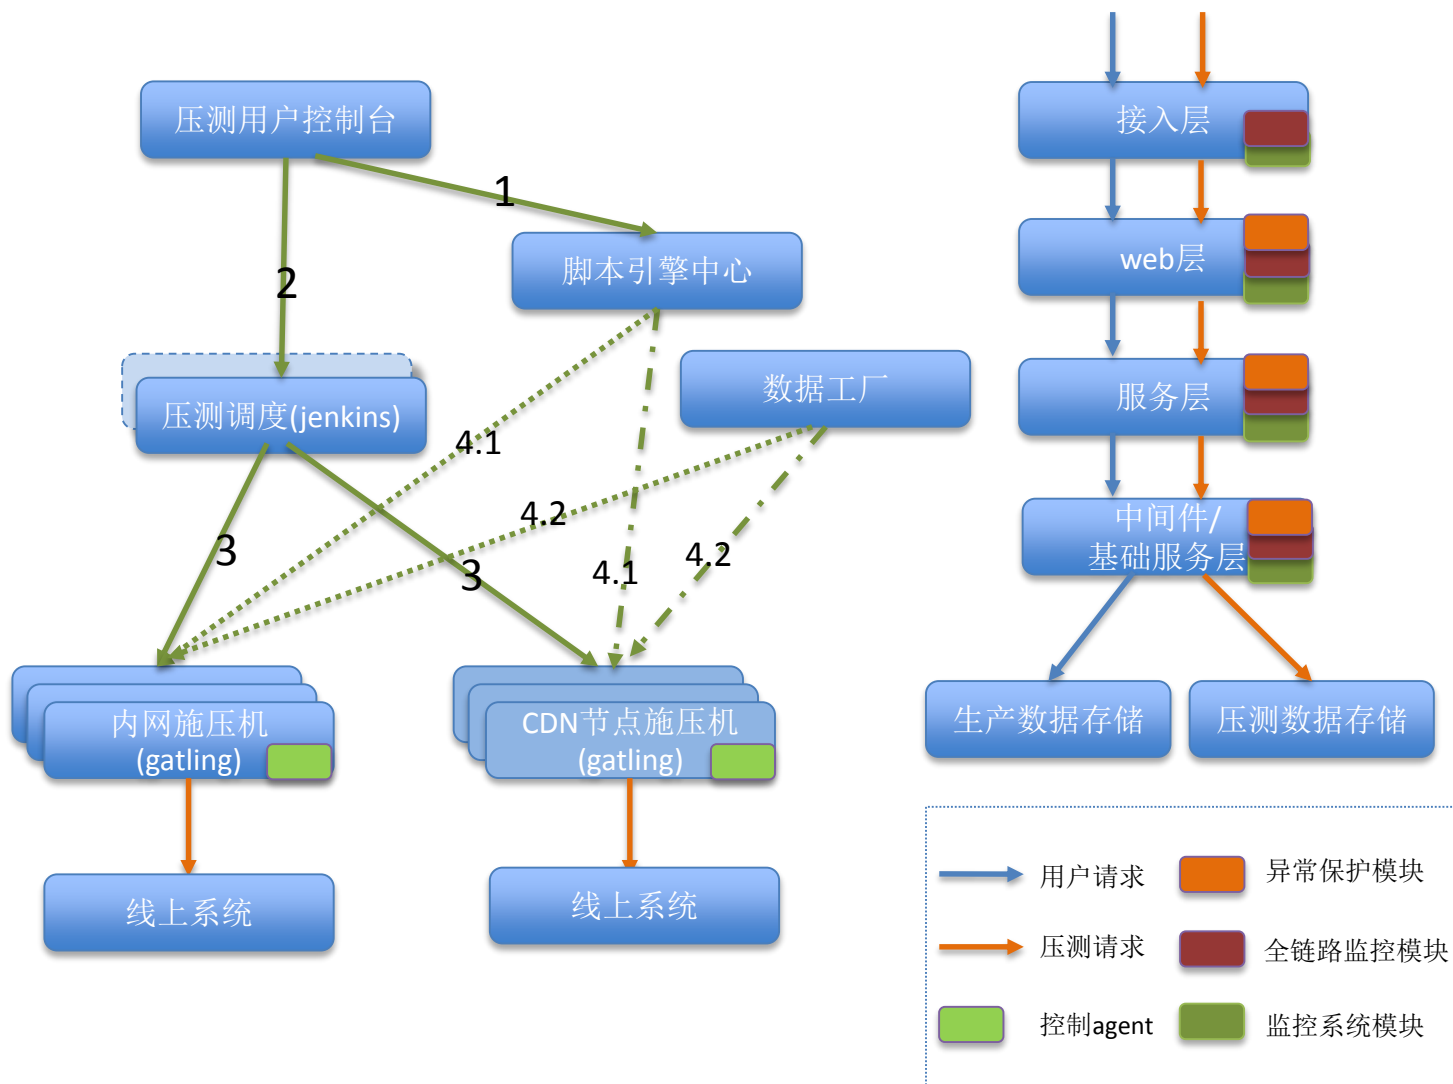 压测用户控制台
1
脚本引擎中心
2
压测调度(jenkins)
数据工厂
4.1
4.2
3
3
4.1
4.2
内网施压机
(gatling)
CDN节点施压机
(gatling)
线上系统
线上系统
接入层
web层
服务层
中间件/
基础服务层
生产数据存储
压测数据存储
用户请求
异常保护模块
压测请求
全链路监控模块
控制agent
监控系统模块